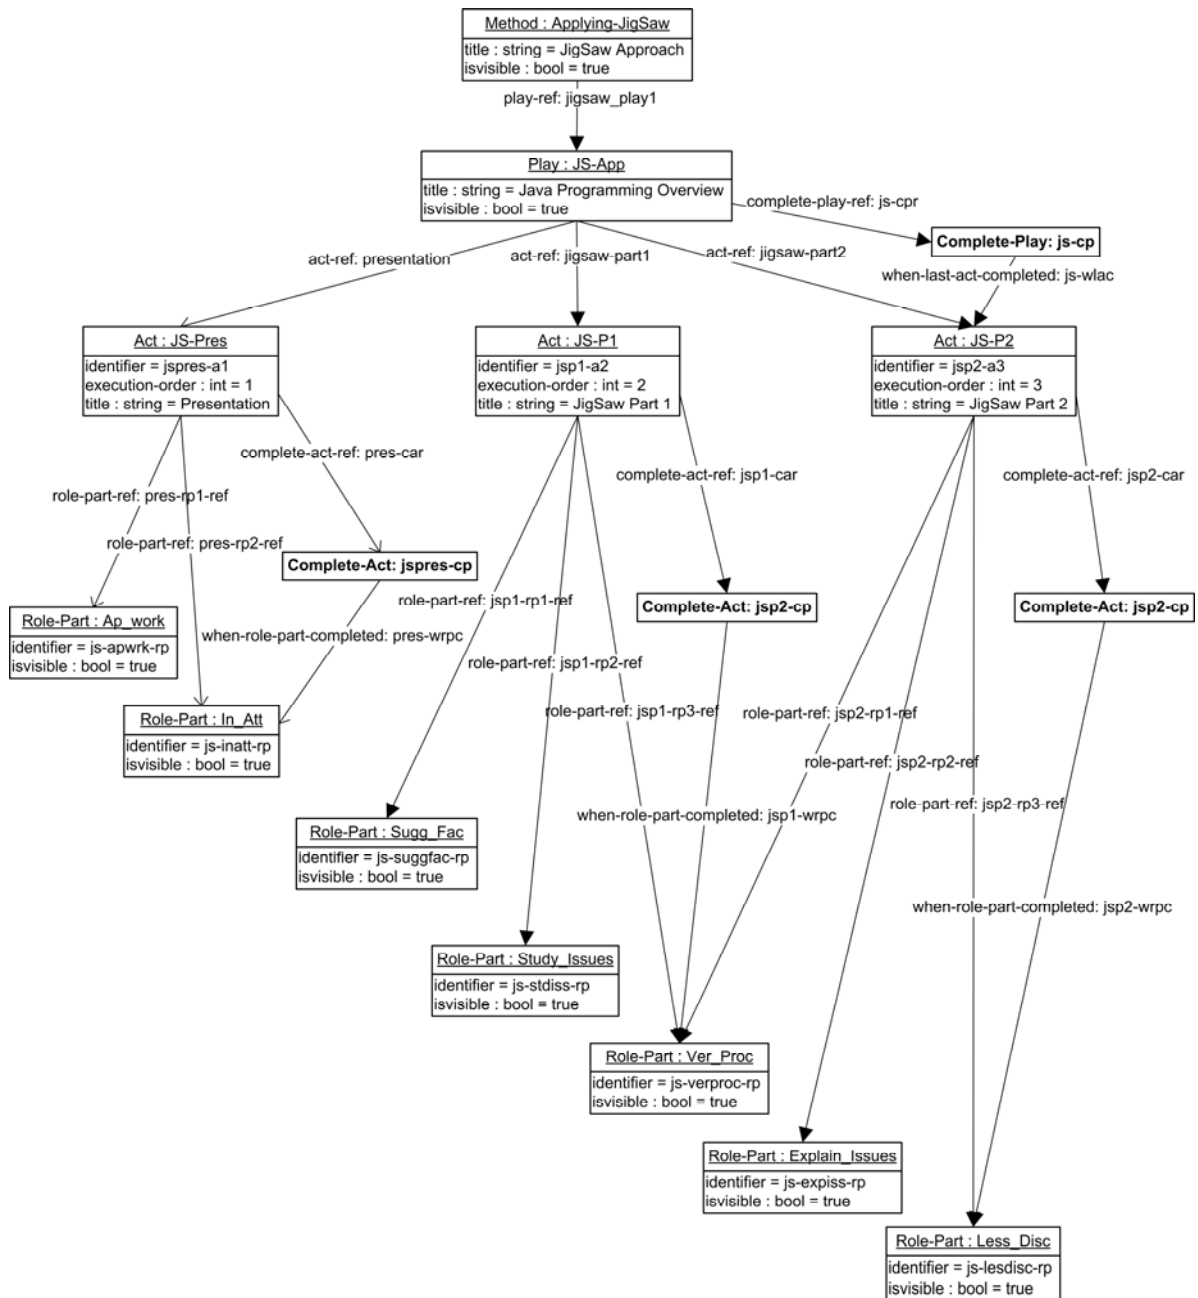 Method : Applying-JigSaw
title : string = JigSaw Approach
isvisible : bool = true
play-ref: jigsaw_play1
Play : JS-App
title : string = Java Programming Overview
isvisible : bool = true
complete-play-ref: js-cpr
Complete-Play: js-cp
act-ref: presentation
act-ref: jigsaw-part1
act-ref: jigsaw-part2
when-last-act-completed: js-wlac
Act : JS-Pres
identifier = jspres-a1
execution-order : int = 1
title : string = Presentation
Act : JS-P1
identifier = jsp1-a2
execution-order : int = 2
title : string = JigSaw Part 1
Act : JS-P2
identifier = jsp2-a3
execution-order : int = 3
title : string = JigSaw Part 2
complete-act-ref: pres-car
complete-act-ref: jsp1-car
complete-act-ref: jsp2-car
role-part-ref: pres-rp1-ref
role-part-ref: pres-rp2-ref
Complete-Act: jspres-cp
Complete-Act: jsp2-cp
Complete-Act: jsp2-cp
role-part-ref: jsp1-rp1-ref
Role-Part : Ap_work
identifier = js-apwrk-rp
isvisible : bool = true
when-role-part-completed: pres-wrpc
role-part-ref: jsp1-rp2-ref
role-part-ref: jsp1-rp3-ref
role-part-ref: jsp2-rp1-ref
Role-Part : In_Att
identifier = js-inatt-rp
isvisible : bool = true
role-part-ref: jsp2-rp2-ref
role-part-ref: jsp2-rp3-ref
when-role-part-completed: jsp1-wrpc
Role-Part : Sugg_Fac
identifier = js-suggfac-rp
isvisible : bool = true
when-role-part-completed: jsp2-wrpc
Role-Part : Study_Issues
identifier = js-stdiss-rp
isvisible : bool = true
Role-Part : Ver_Proc
identifier = js-verproc-rp
isvisible : bool = true
Role-Part : Explain_Issues
identifier = js-expiss-rp
isvisible : bool = true
Role-Part : Less_Disc
identifier = js-lesdisc-rp
isvisible : bool = true